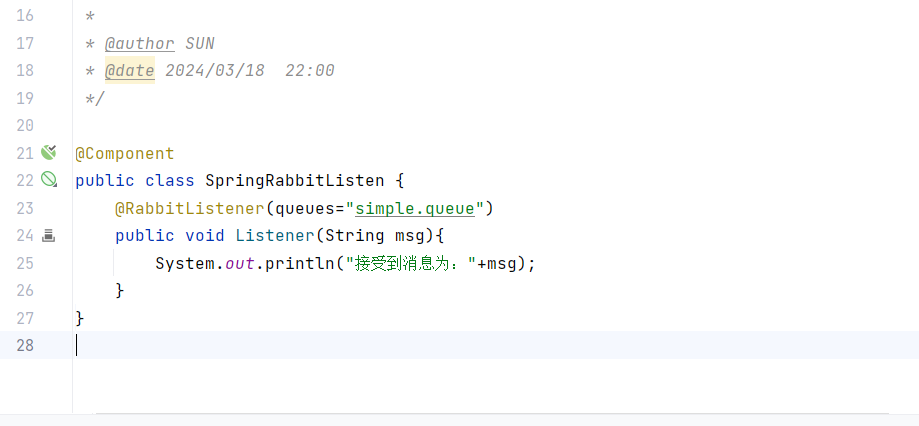 16 *
17 * @author SUN
18 * @date 2024/03/18  22:00
19 */
20
21 @Component
22 public class SpringRabbitListen {
23     @RabbitListener(queues="simple.queue")
24     public void Listener(String msg){
25         System.out.println("接受到消息为："+msg);
26     }
27 }
28